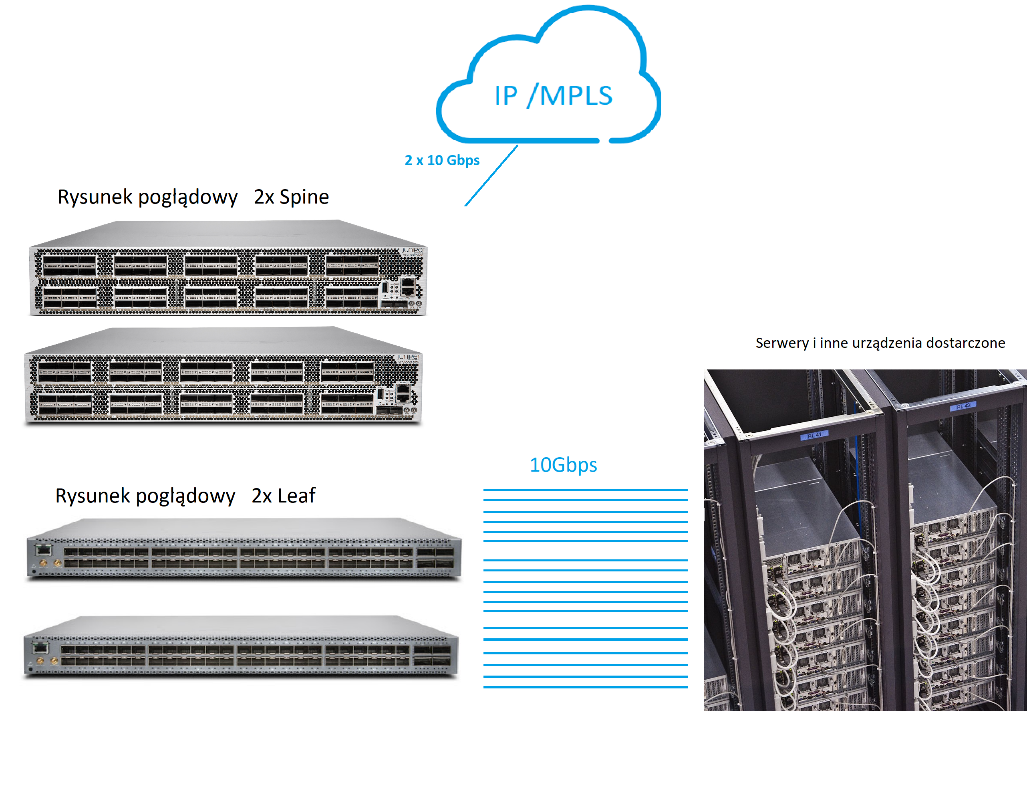 IP /MPLS
2 x 10 Gbps
Rysunek poglądowy 2x Spine
Serwery i inne urządzenia dostarczone
10Gbps
Rysunek poglądowy 2x Leaf